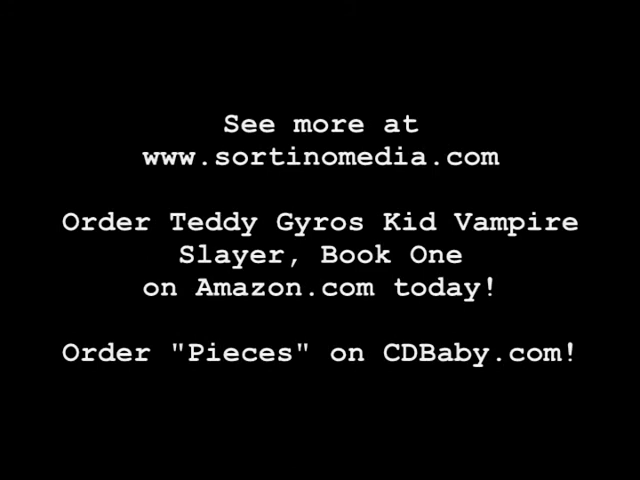 See more at
www.sortinomedia.com
Order Teddy Gyros Kid Vampire
Slayer, Book One
on Amazon.com today!
Order "Pieces" on CDBaby.com!